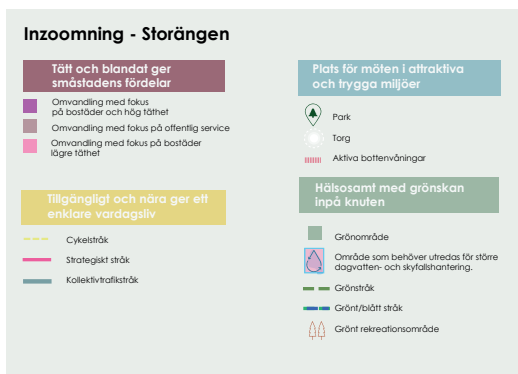 Inzoomning - Storängen
Tätt och blandat ger
småstadens fördelar
Omvandling med fokus
på bostäder och hög täthet
Omvandling med fokus på offentlig service
Omvandling med fokus på bostäder
lägre täthet
Tillgängligt och nära ger ett
enklare vardagsliv
Cykelstråk
Strategiskt stråk
Kollektivtrafikstråk
Plats för möten i attraktiva
och trygga miljöer
Park
Torg
Aktiva bottenvåningar
Hälsosamt med grönskan
inpå knuten
Grönområde
Område som behöver utredas för större
dagvatten- och skyfallshantering.
Grönstråk
Grönt/blått stråk
Grönt rekreationsområde